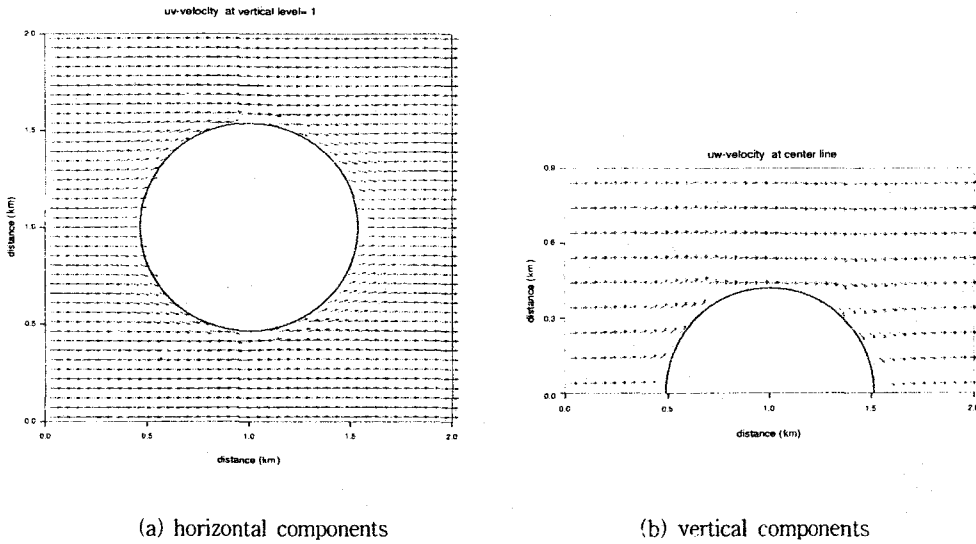 uv-velocity at vertical level= 1
2.0
1.5
1.0
0.5
0.0
distance (km)
0.0 0.5 1.0 1.5 2.0
distance (km)
(a) horizontal components
uw-velocity at center line
0.9
0.6
0.3
0.0
distance (km)
0.0 0.5 1.0 1.5 2.0
distance (km)
(b) vertical components